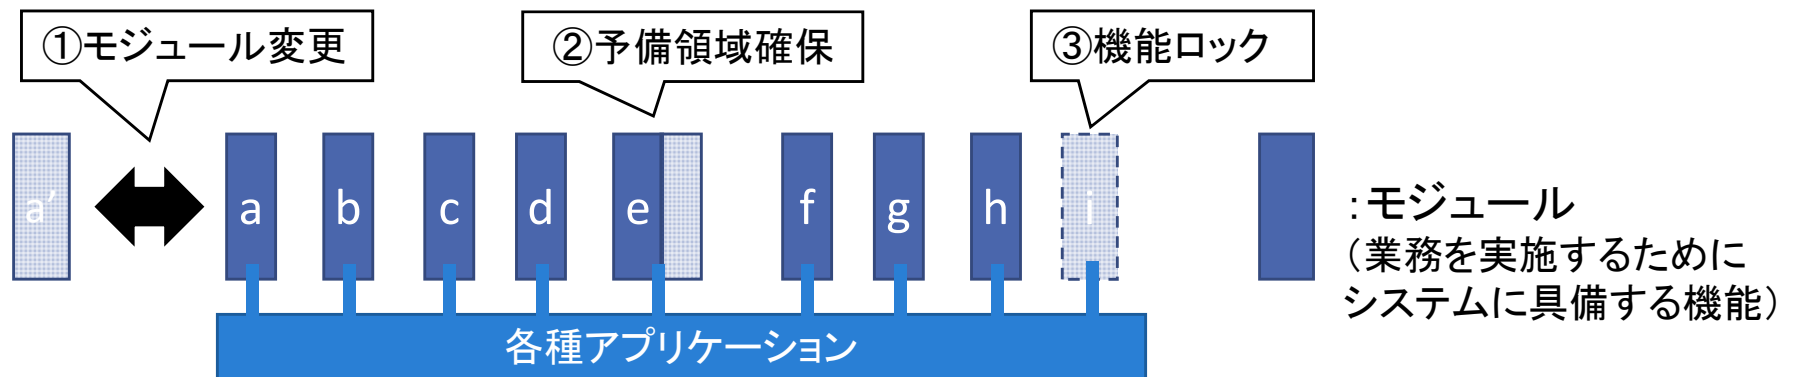 ①モジュール変更
②予備領域確保
③機能ロック
a’
a
b
c
d
e
f
g
h
i
:モジュール
（業務を実施するために
システムに具備する機能）
各種アプリケーション